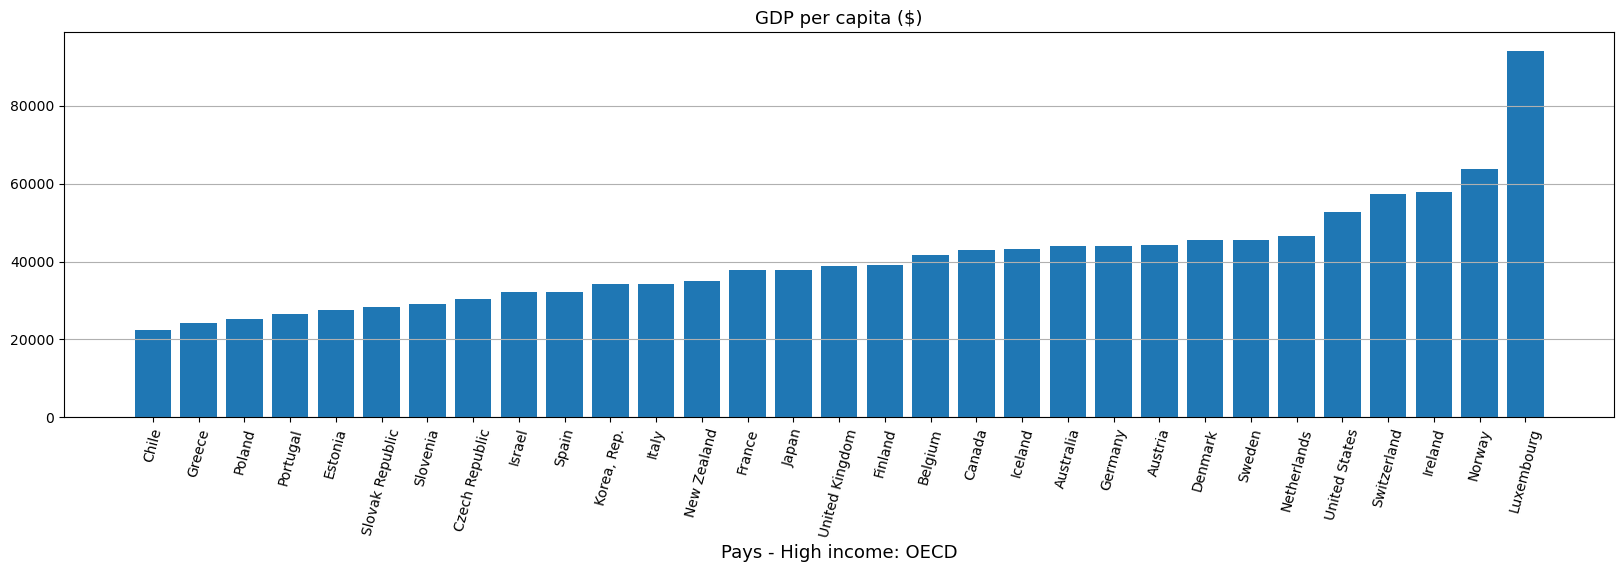 GDP per capita ($)
80000
60000
40000
20000
0
Chile
Greece
Poland
Portugal
Estonia
Slovak Republic
Slovenia
Czech Republic
Israel
Spain
Korea, Rep.
Italy
New Zealand
France
Japan
United Kingdom
Finland
Belgium
Canada
Iceland
Australia
Germany
Austria
Denmark
Sweden
Netherlands
United States
Switzerland
Ireland
Norway
Luxembourg
Pays - High income: OECD